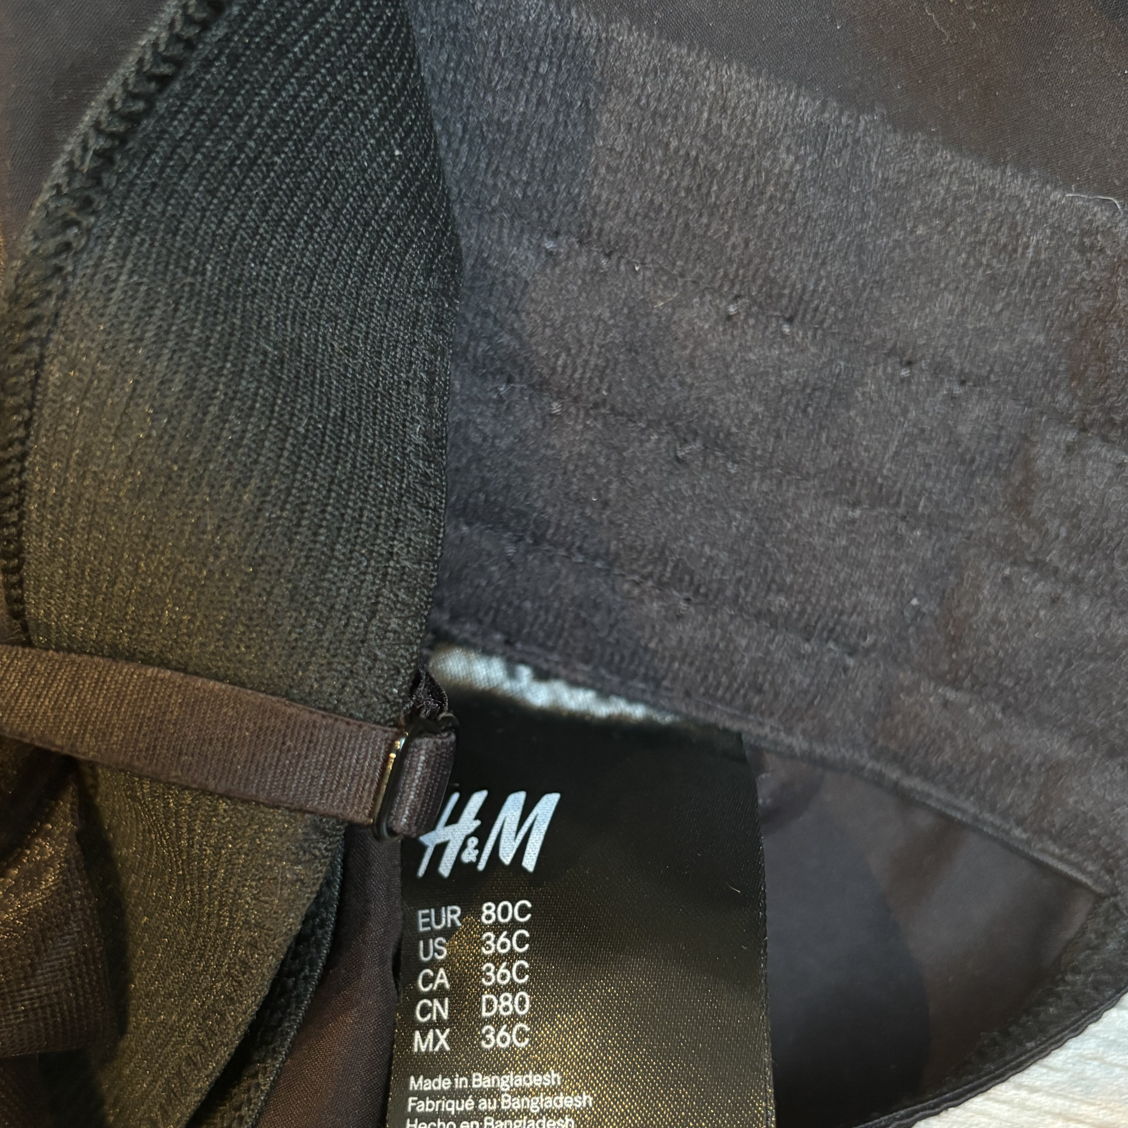 H&M
EUR 80C
US 36C
CA 36C
CN D80
MX 36C
Made in Bangladesh
Fabriqué au Bangladesh
Hecho en Bangladesh